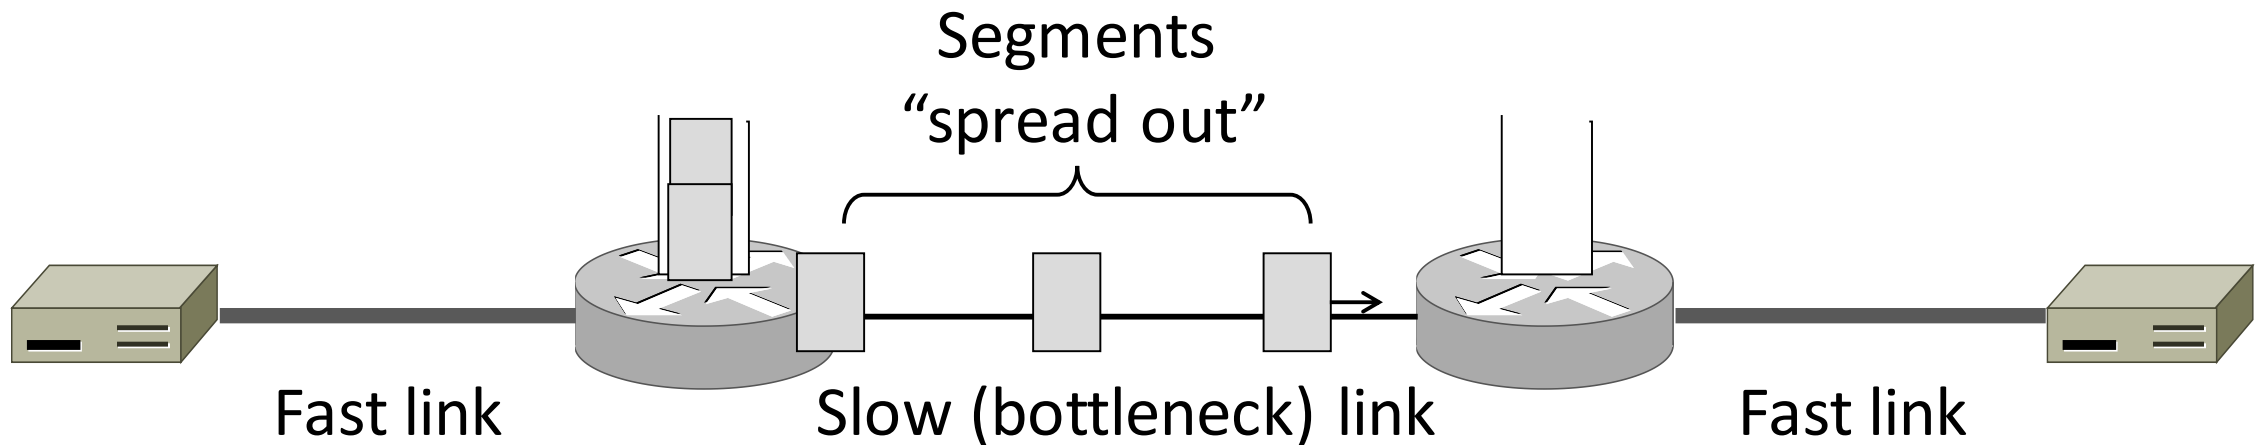 Segments
“spread out”
Fast link
Slow (bottleneck) link
Fast link